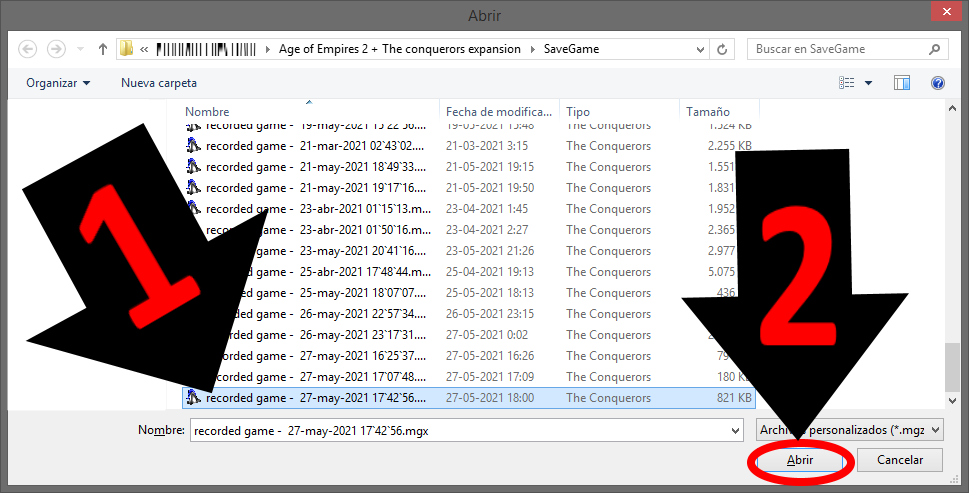 Abrir
« Age of Empires 2 + The conquerors expansion SaveGame Buscar en SaveGame
Organizar Nueva carpeta
Nombre Fecha de modifica... Tipo Tamaño
recorded game - 19-may-2021 15`22`56.... 19-05-2021 15:48 The Conquerors 1.324 KB
recorded game - 21-mar-2021 02`43`02.... 21-03-2021 3:15 The Conquerors 2.255 KB
recorded game - 21-may-2021 18`49`33.... 21-05-2021 19:15 The Conquerors 1.551
recorded game - 21-may-2021 19`17`16.... 21-05-2021 19:50 The Conquerors 1.831
recorded game - 23-abr-2021 01`15`13.m... 23-04-2021 1:45 The Conquerors 1.952
recorded game - 23-abr-2021 01`50`16.m... 23-04-2021 2:27 The Conquerors 2.365
recorded game - 23-may-2021 20`41`16.... 23-05-2021 21:26 The Conquerors 2.977
recorded game - 25-abr-2021 17`48`44.m... 25-04-2021 19:13 The Conquerors 5.075
game - 25-may-2021 18`07`07.... 25-05-2021 18:13 The Conquerors 436
game - 26-may-2021 22`57`34.... 26-05-2021 23:15 The Conquerors
game - 26-may-2021 23`17`31.... 27-05-2021 0:02 The Conquerors
recorded game - 27-may-2021 16`25`37.... 27-05-2021 16:26 The Conquerors
recorded game - 27-may-2021 17`07`48.... 27-05-2021 17:09 The Conquerors 180 KB
recorded game - 27-may-2021 17`42`56.... 27-05-2021 18:00 The Conquerors 821 KB
1
2
Nombre: recorded game - 27-may-2021 17`42`56.mgx personalizados (*.mgz
Abrir Cancelar